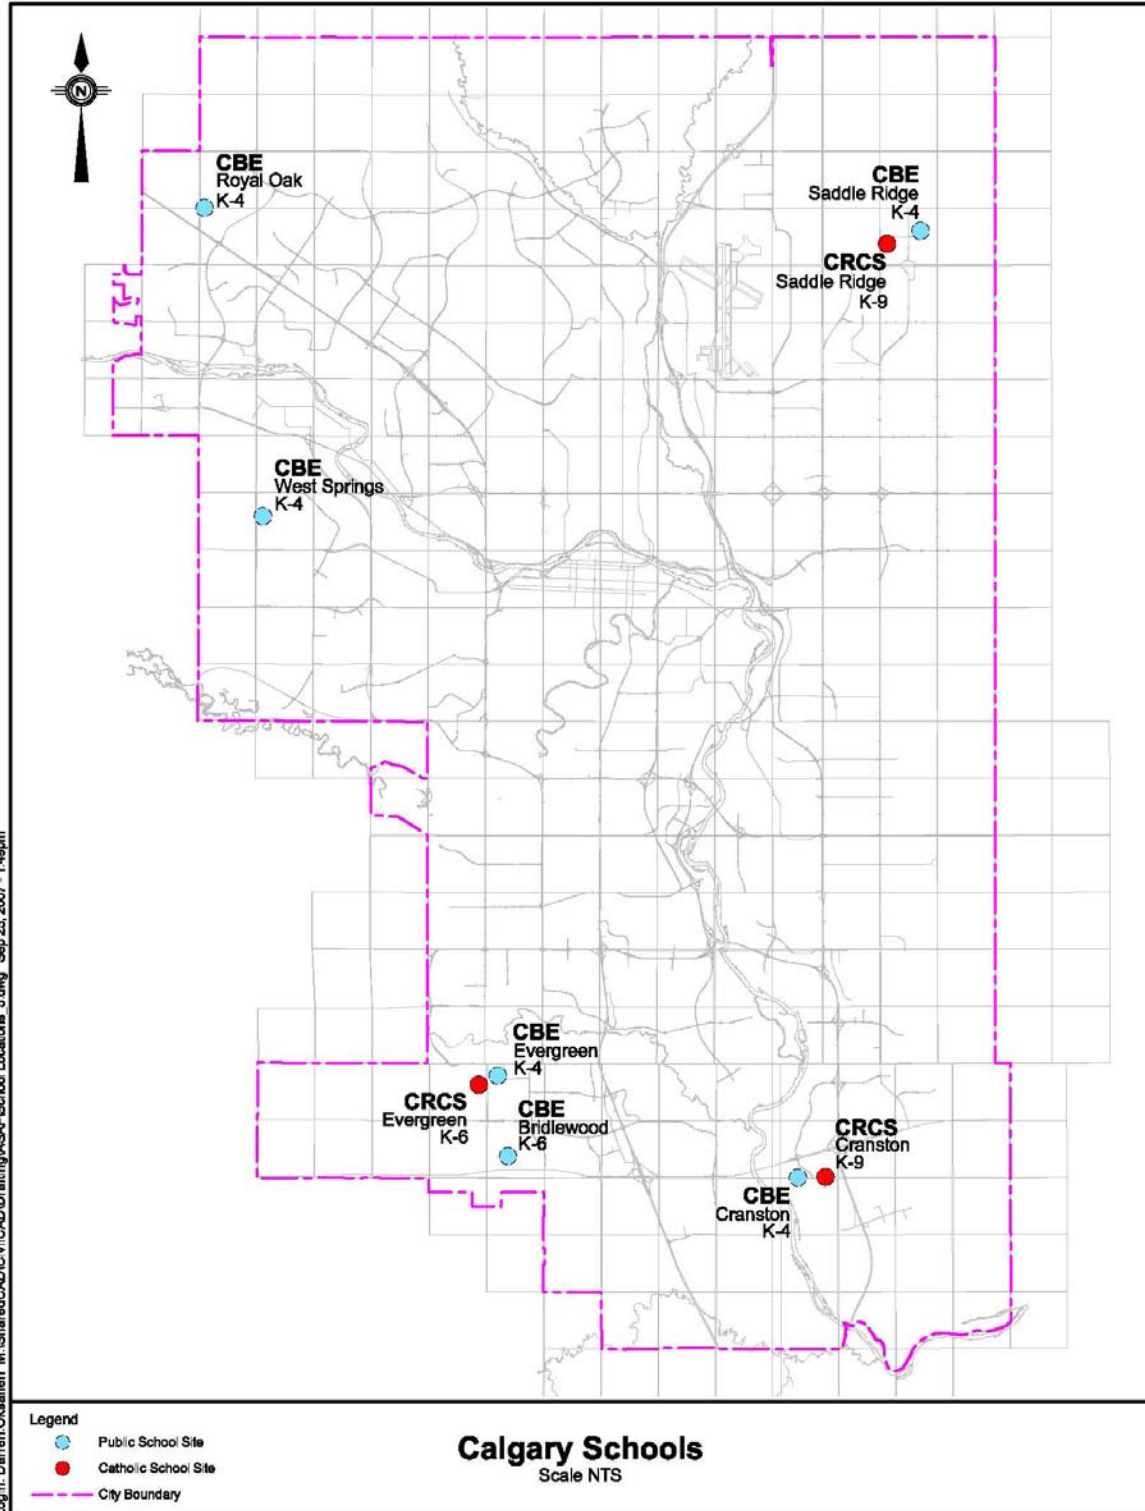 N
CBE
Royal Oak
K-4
CBE
Saddle Ridge
K-4
CRCS
Saddle Ridge
K-9
CBE
West Springs
K-4
CBE
Evergreen
K-4
CRCS
Evergreen
K-6
CBE
Bridlewood
K-6
CRCS
Cranston
K-9
CBE
Cranston
K-4
Legend
Public School Site
Catholic School Site
City Boundary
Calgary Schools
Scale NTS